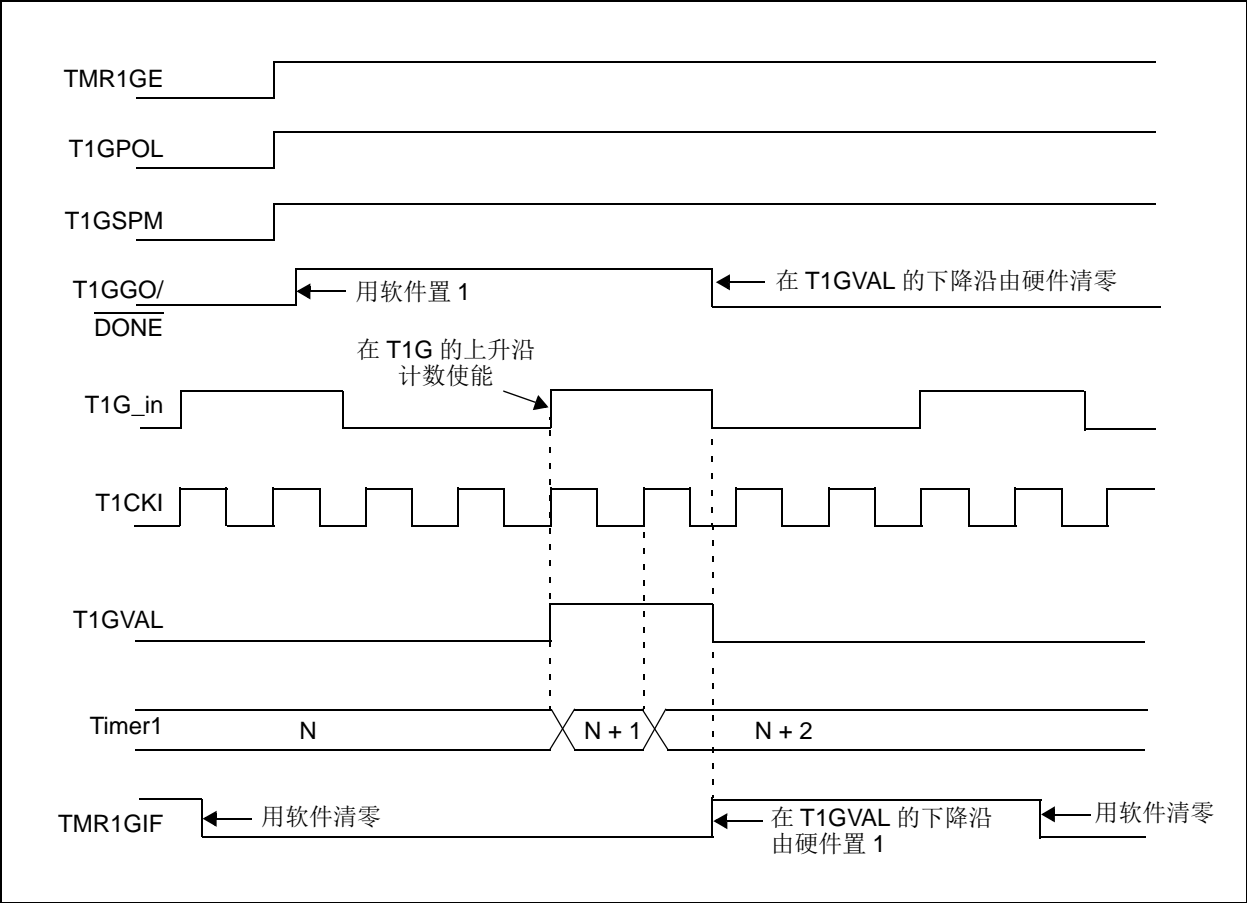 TMR1GE
T1GPOL
T1GSPM
T1GGO/
DONE
用软件置 1
在 T1GVAL 的下降沿由硬件清零
在 T1G 的上升沿
计数使能
T1G_in
T1CKI
T1GVAL
Timer1
N
N + 1
N + 2
TMR1GIF
用软件清零
在 T1GVAL 的下降沿
由硬件置 1
用软件清零